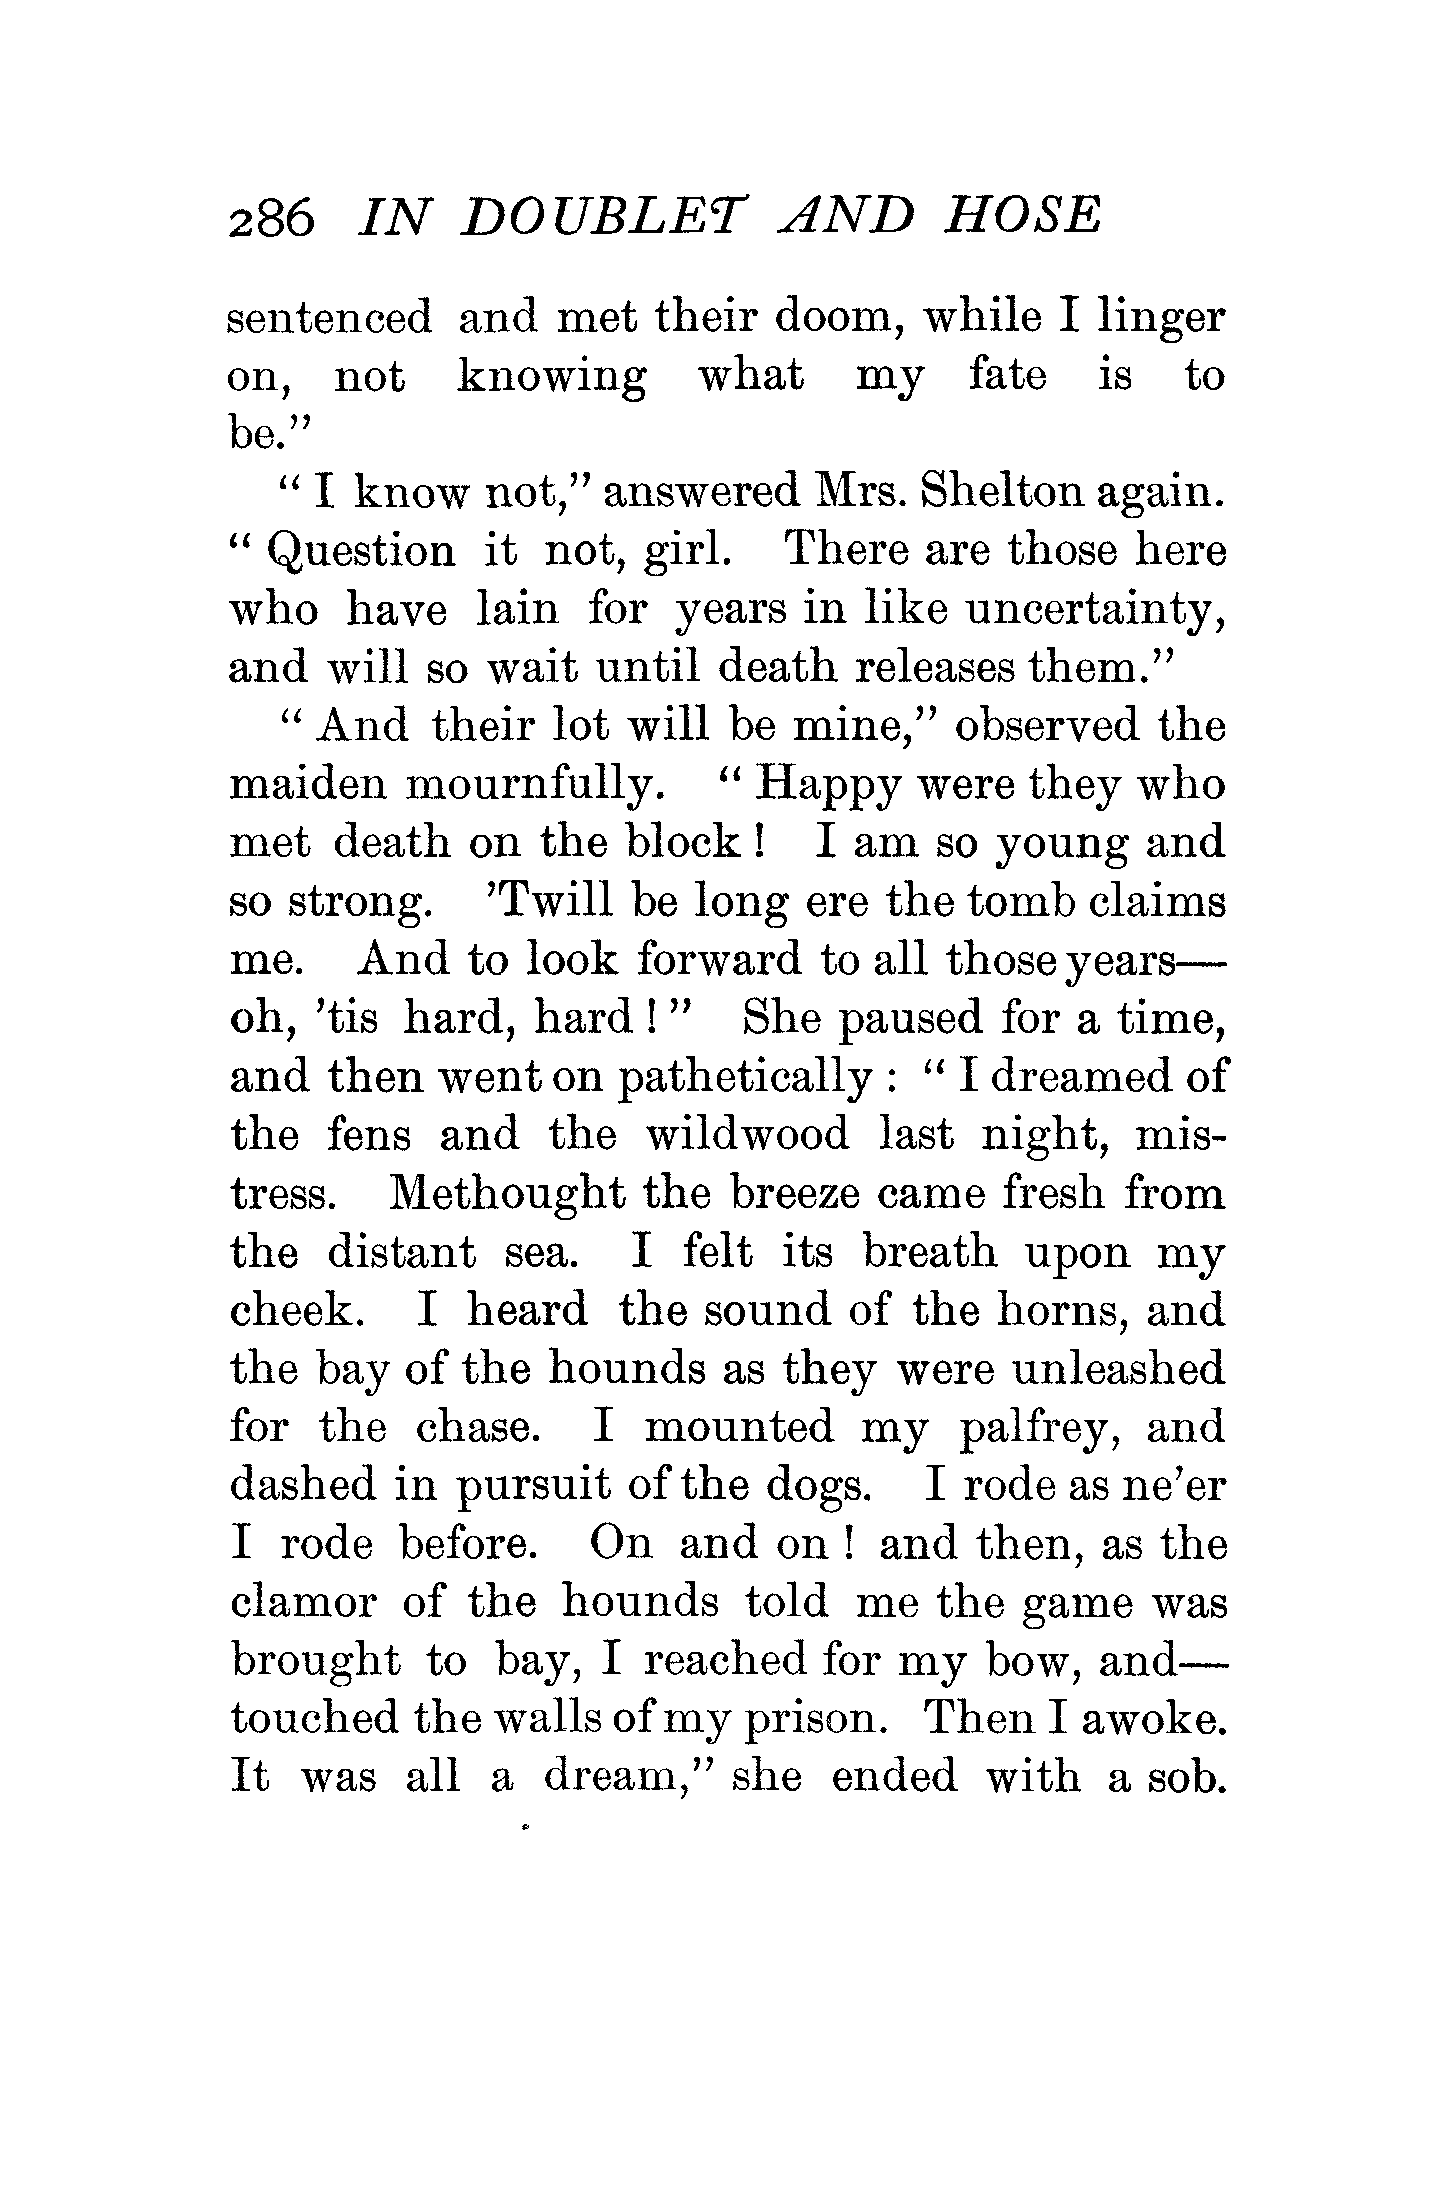 286 IN DOUBLET AND HOSE
sentenced and met their doom, while I linger
on, not knowing what my fate is to
be.”
“ I know not,” answered Mrs. Shelton again.
“ Question it not, girl. There are those here
who have lain for years in like uncertainty,
and will so wait until death releases them.”
“ And their lot will be mine,” observed the
maiden mournfully. “ Happy were they who
met death on the block ! I am so young and
so strong. ’Twill be long ere the tomb claims
me. And to look forward to all those years—
oh, ’tis hard, hard ! ” She paused for a time,
and then went on pathetically : “ I dreamed of
the fens and the wildwood last night, mis-
tress. Methought the breeze came fresh from
the distant sea. I felt its breath upon my
cheek. I heard the sound of the horns, and
the bay of the hounds as they were unleashed
for the chase. I mounted my palfrey, and
dashed in pursuit of the dogs. I rode as ne’er
I rode before. On and on ! and then, as the
clamor of the hounds told me the game was
brought to bay, I reached for my bow, and—
touched the walls of my prison. Then I awoke.
It was all a dream,” she ended with a sob.